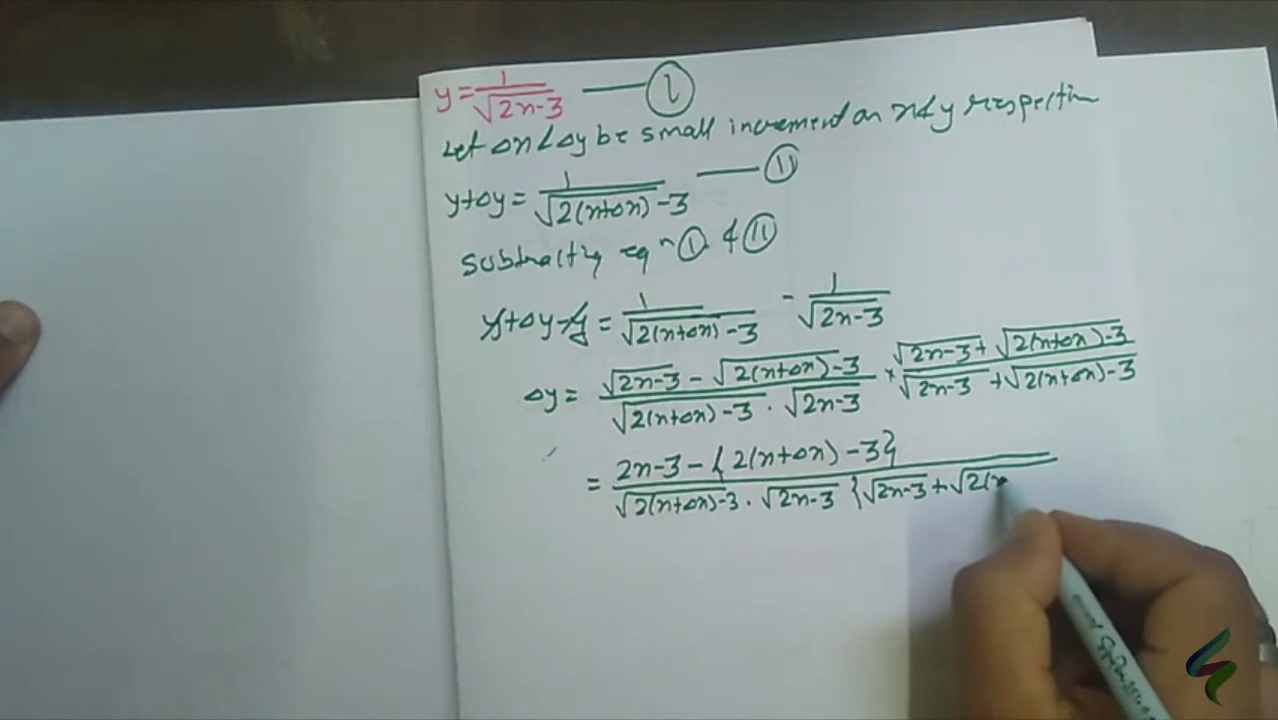 y = 1/√(2x-3) —— (I)
Let Δx & Δy be small increment on x & y respectively
y+Δy = 1/√(2(x+Δx)-3) —— (II)
Subtracting eqn (I) & (II)
y+Δy-y = 1/√(2(x+Δx)-3) - 1/√(2x-3)
Δy = (√(2x-3) - √(2(x+Δx)-3))/(√(2(x+Δx)-3) · √(2x-3)) × (√(2x-3) + √(2(x+Δx)-3))/(√(2x-3) + √(2(x+Δx)-3))
= (2x-3-{2(x+Δx)-3})/(√(2(x+Δx)-3) · √(2x-3) {√(2x-3) + √2(x